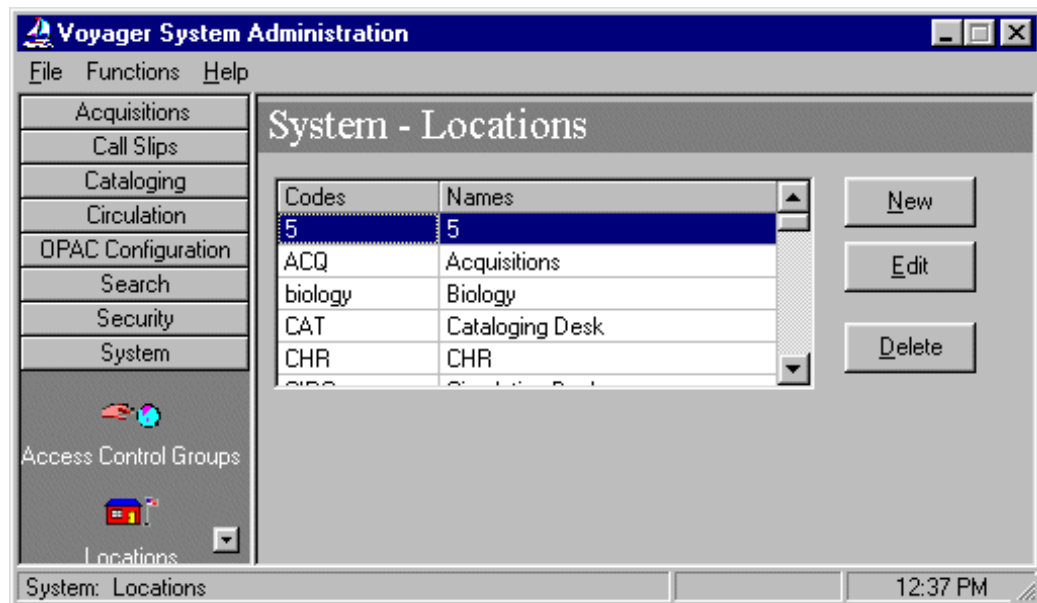 Voyager System Administration
File Functions Help
Acquisitions
Call Slips
Cataloging
Circulation
OPAC Configuration
Search
Security
System
Access Control Groups
Locations
System - Locations
Codes Names
5 5
ACQ Acquisitions
biology Biology
CAT Cataloging Desk
CHR CHR
New
Edit
Delete
System: Locations
12:37 PM